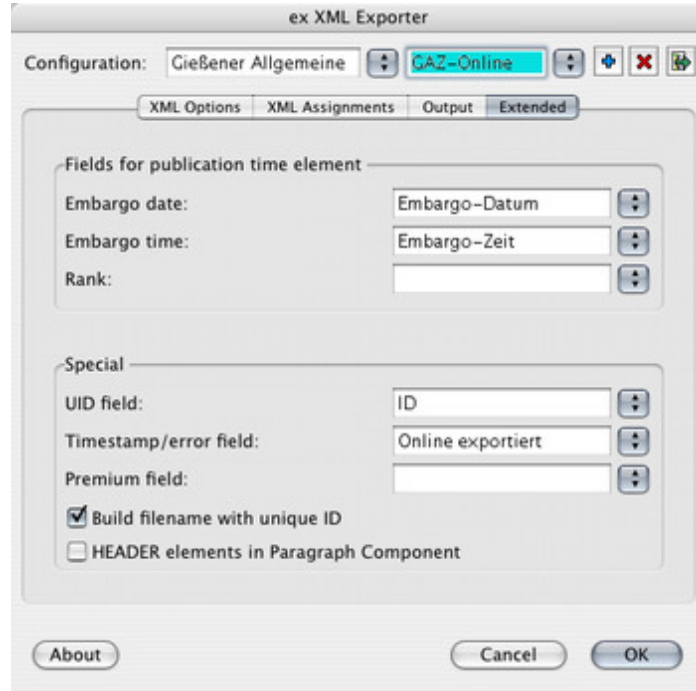 ex XML Exporter
Configuration: Gießener Allgemeine GAZ-Online
XML Options XML Assignments Output Extended
Fields for publication time element
Embargo date: Embargo-Datum
Embargo time: Embargo-Zeit
Rank:
Special
UID field: ID
Timestamp/error field: Online exportiert
Premium field:
Build filename with unique ID
HEADER elements in Paragraph Component
About Cancel OK